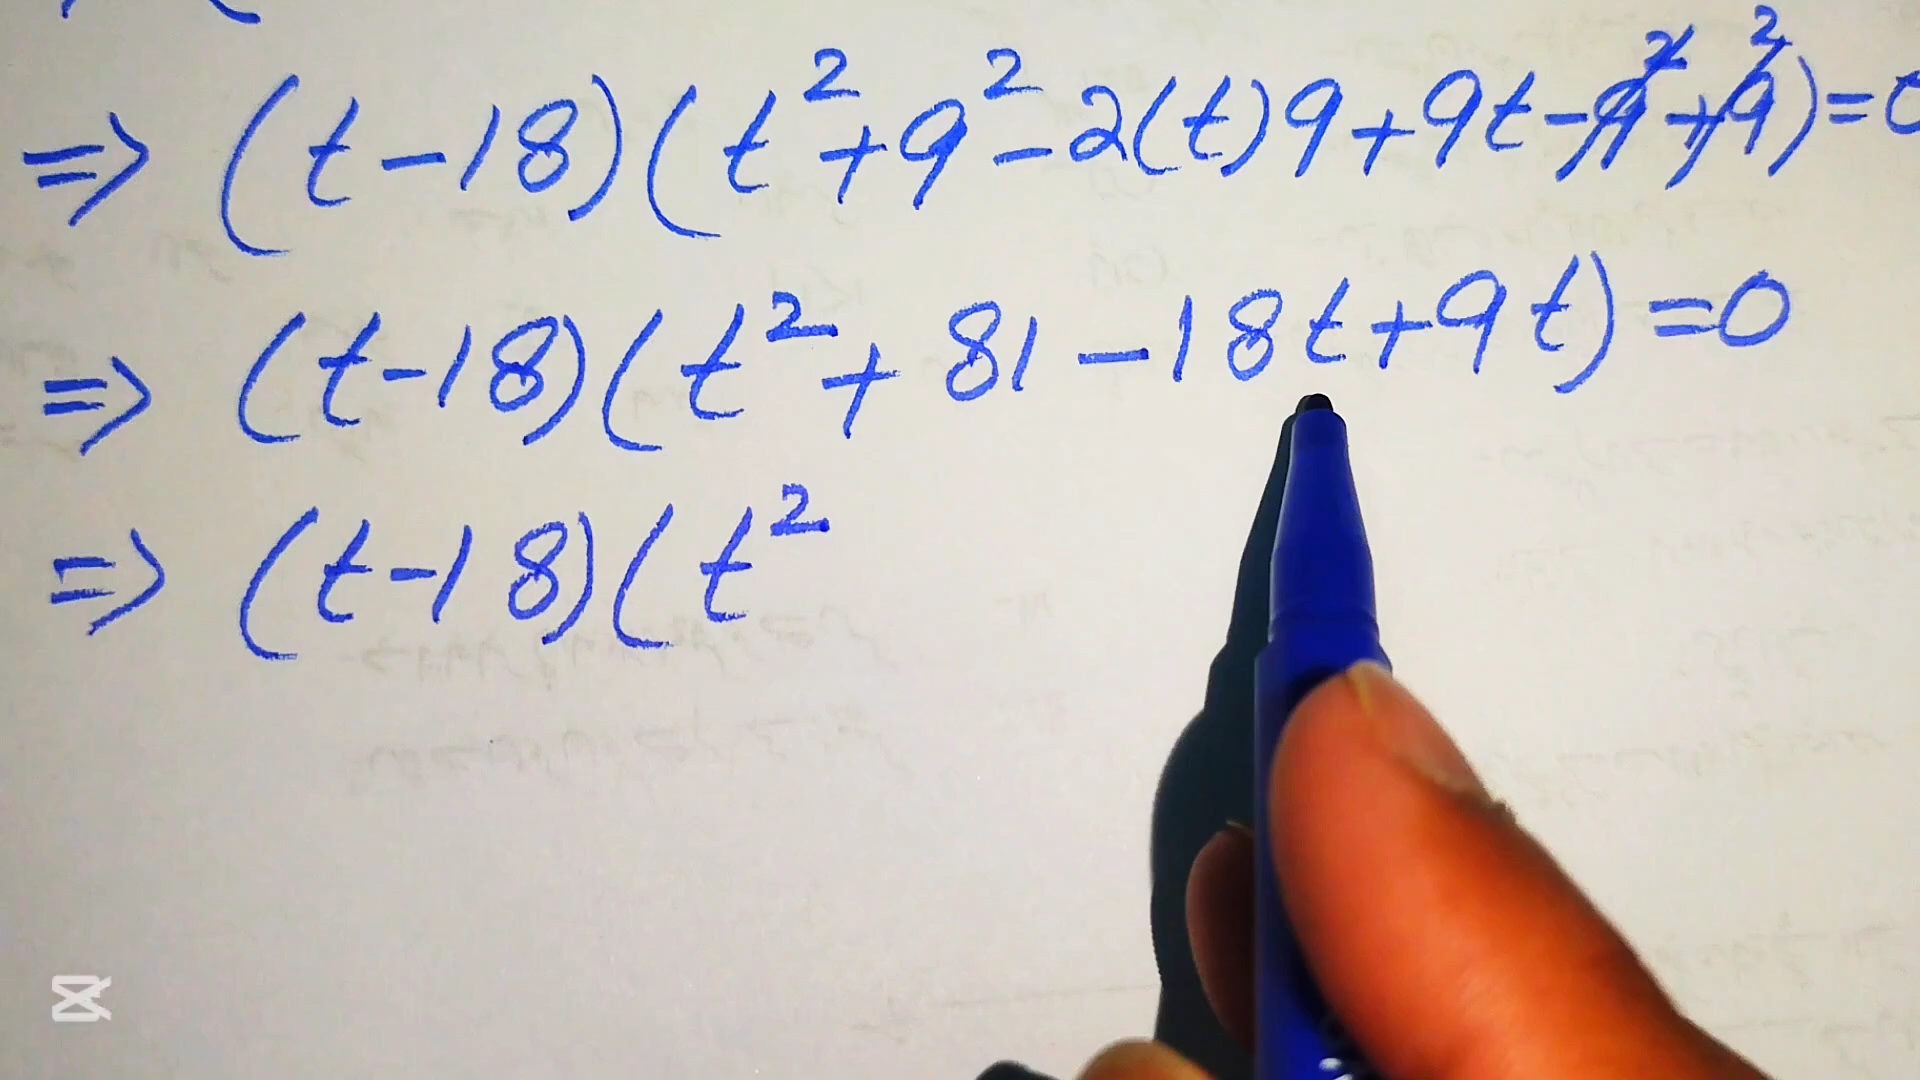 ⇒ (t-18)(t²+9²-2(t)9+9t-9²+9²)=0
⇒ (t-18)(t²+81-18t+9t)=0
⇒ (t-18)(t²